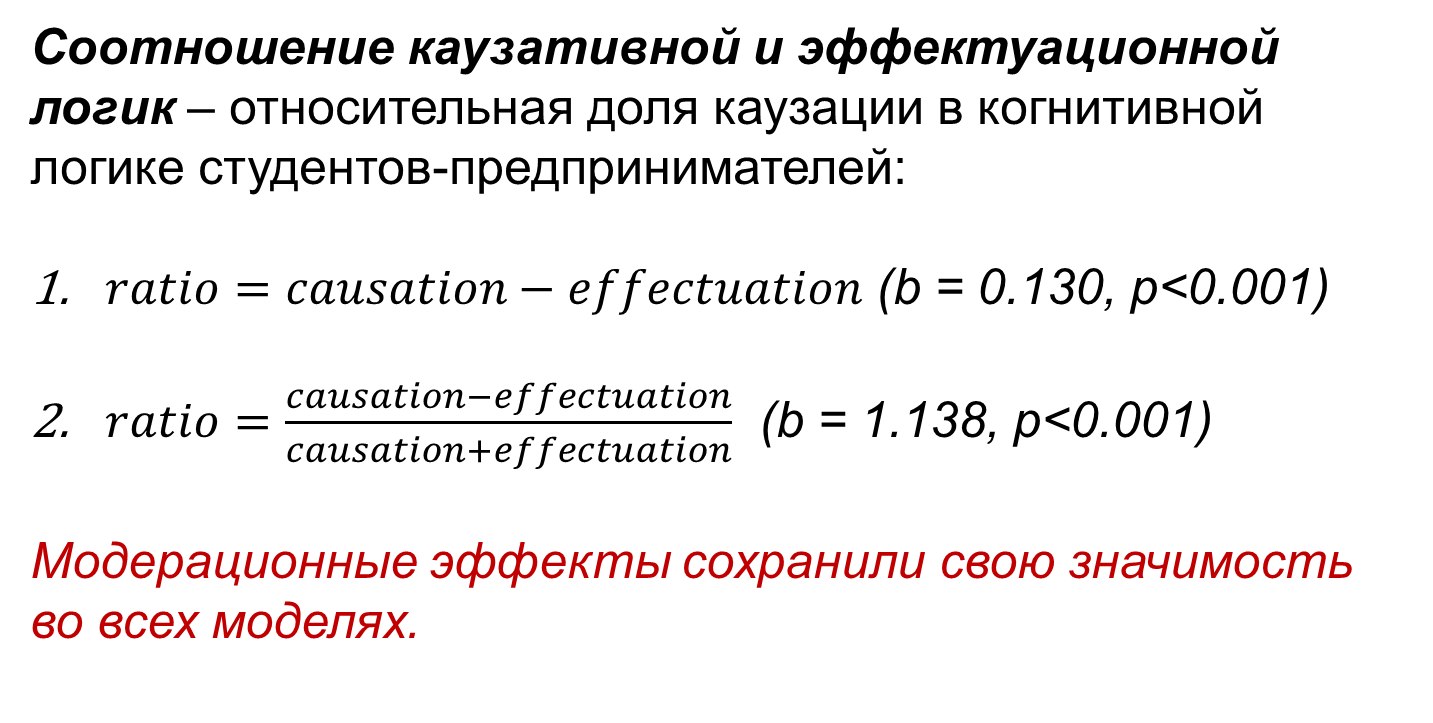 Соотношение каузативной и эффектуационной
логик – относительная доля каузации в когнитивной
логике студентов-предпринимателей:
1. ratio = causation − effectuation (b = 0.130, p<0.001)
2. ratio = causation−effectuation / causation+effectuation (b = 1.138, p<0.001)
Модерационные эффекты сохранили свою значимость
во всех моделях.